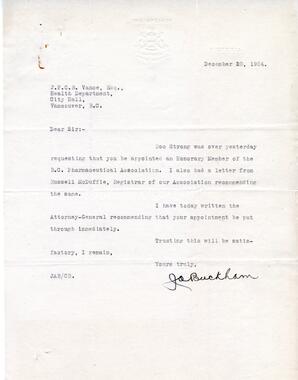 December 28, 1934.
J.F.C.B. Vance, Esq.,
Health Department,
City Hall,
Vancouver, B.C.
Dear Sir:-
Doc Strong was over yesterday
requesting that you be appointed an Honorary Member of the
B.C. Pharmaceutical Association. I also had a letter from
Russell McDuffie, Registrar of our Association recommending
the same.
I have today written the
Attorney-General recommending that your appointment be put
through immediately.
Trusting this will be satis-
factory, I remain,
Yours truly,
JAB/CB.
JaBuckham